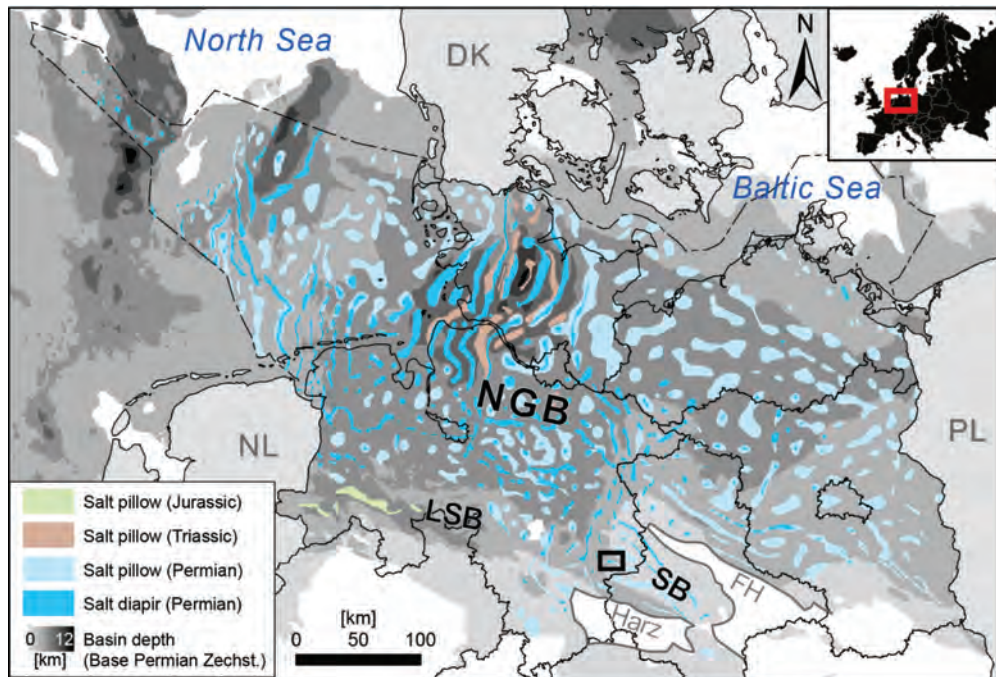 North Sea
DK
N
Baltic Sea
NGB
NL
PL
LSB
SB
FH
Harz
Salt pillow (Jurassic)
Salt pillow (Triassic)
Salt pillow (Permian)
Salt diapir (Permian)
0 12 Basin depth
[km] (Base Permian Zechst.)
[km]
0 50 100